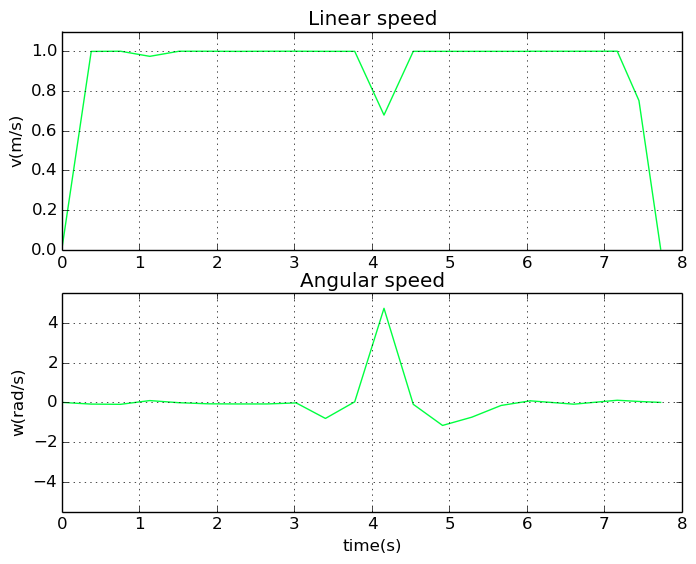 Linear speed
1.0
0.8
0.6
0.4
0.2
0.0
v(m/s)
0 1 2 3 4 5 6 7 8
Angular speed
4
2
0
−2
−4
w(rad/s)
0 1 2 3 4 5 6 7 8
time(s)